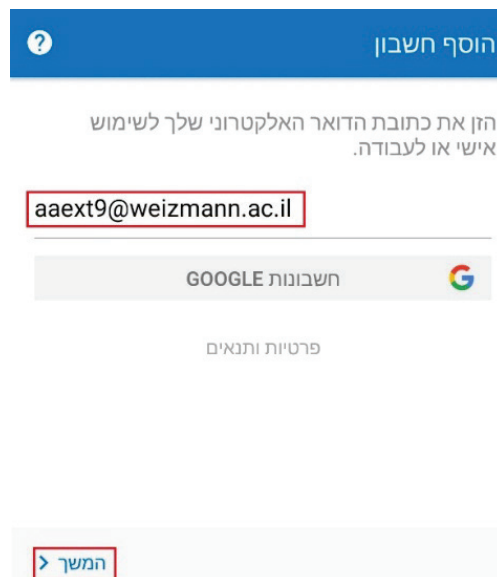 הוסף חשבון
הזן את כתובת הדואר האלקטרוני שלך לשימוש
אישי או לעבודה.
aaext9@weizmann.ac.il
חשבונות GOOGLE
פרטיות ותנאים
המשך